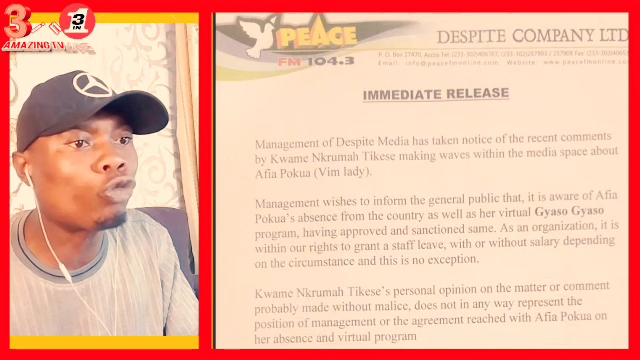 3 3 IN 1
AMAZING TV
PEACE
FM 104.3
DESPITE COMPANY LTD
IMMEDIATE RELEASE
Management of Despite Media has taken notice of the recent comments
by Kwame Nkrumah Tikese making waves within the media space about
Afia Pokua (Vim lady).
Management wishes to inform the general public that, it is aware of Afia
Pokua's absence from the country as well as her virtual Gyaso Gyaso
program, having approved and sanctioned same. As an organization, it is
within our rights to grant a staff leave, with or without salary depending
on the circumstance and this is no exception.
Kwame Nkrumah Tikese's personal opinion on the matter or comment
probably made without malice, does not in any way represent the
position of management or the agreement reached with Afia Pokua on
her absence and virtual program